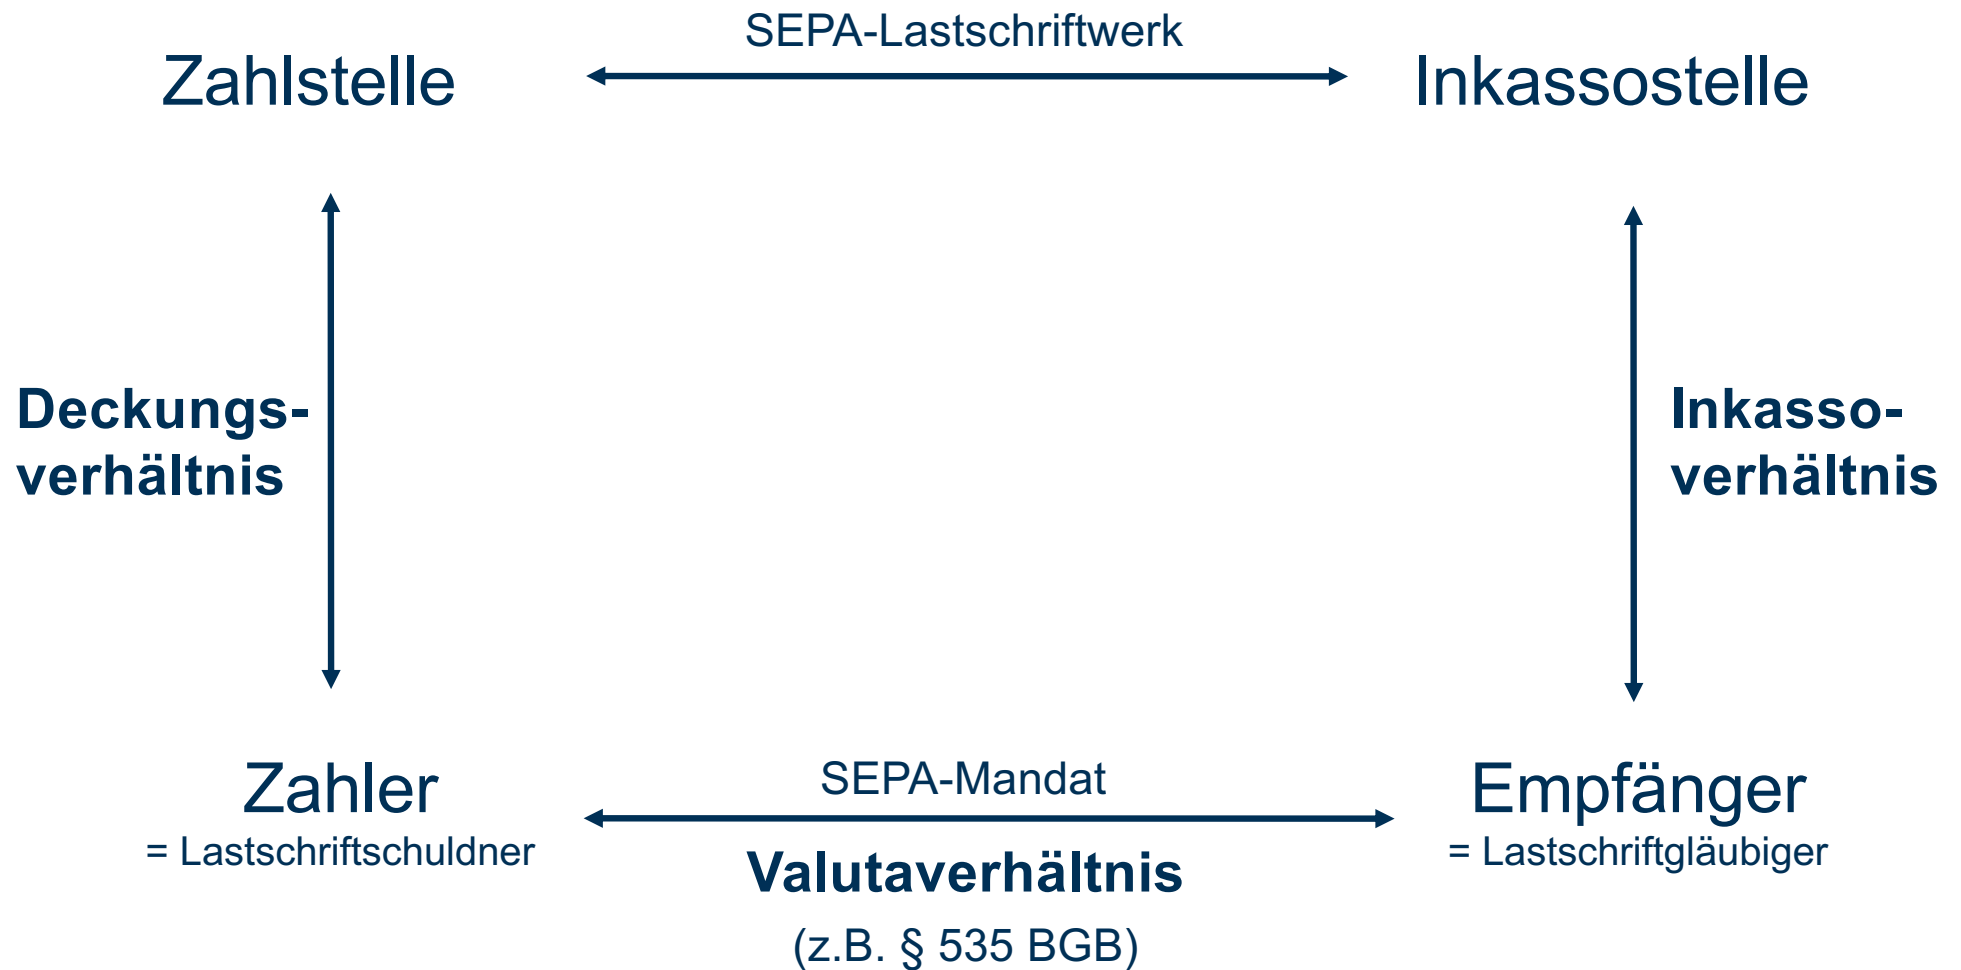 SEPA-Lastschriftwerk
Zahlstelle
Inkassostelle
Deckungs-
verhältnis
Inkasso-
verhältnis
Zahler
= Lastschriftschuldner
SEPA-Mandat
Valutaverhältnis
(z.B. § 535 BGB)
Empfänger
= Lastschriftgläubiger